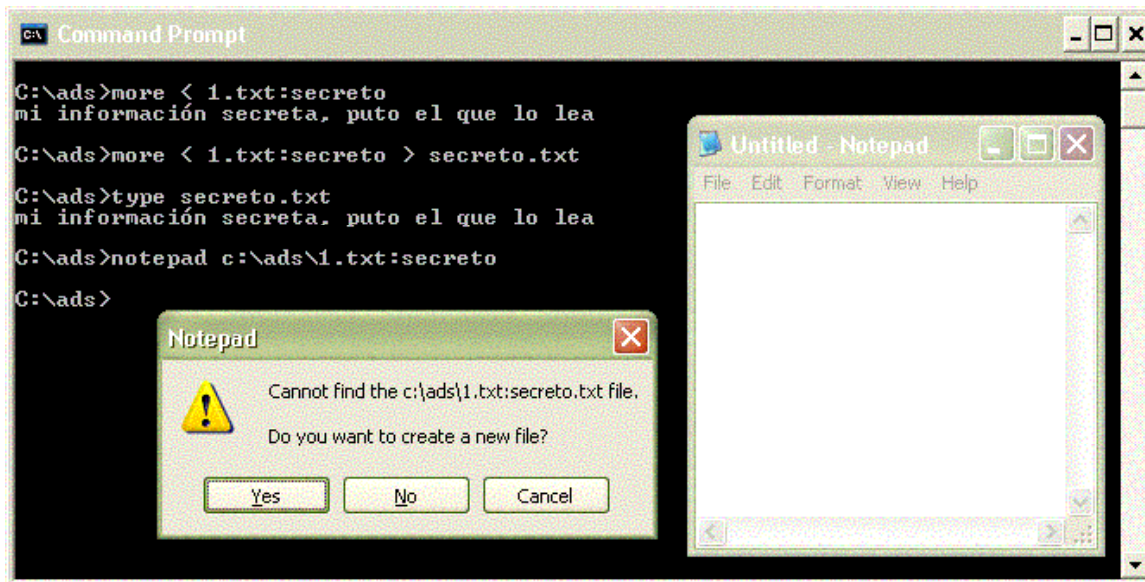 Command Prompt
C:\ads>more < 1.txt:secreto
mi información secreta, puto el que lo lea
C:\ads>more < 1.txt:secreto > secreto.txt
C:\ads>type secreto.txt
mi información secreta, puto el que lo lea
C:\ads>notepad c:\ads\1.txt:secreto
C:\ads>
Untitled - Notepad
File Edit Format View Help
Notepad
Cannot find the c:\ads\1.txt:secreto.txt file.
Do you want to create a new file?
Yes No Cancel